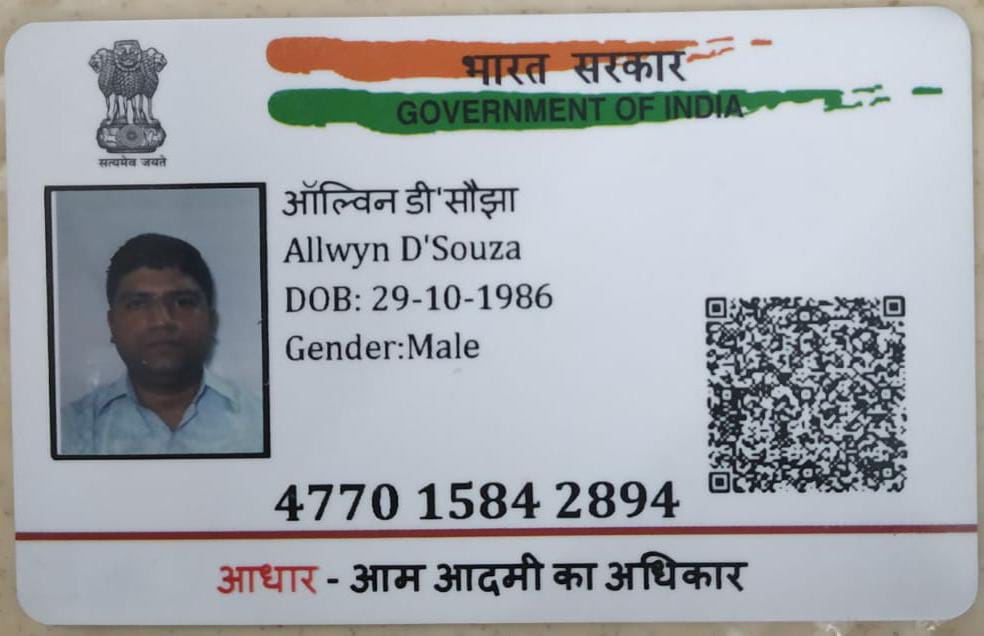 भारत सरकार
GOVERNMENT OF INDIA
सत्यमेव जयते
ऑल्विन डी'सौझा
Allwyn D'Souza
DOB: 29-10-1986
Gender:Male
4770 1584 2894
आधार - आम आदमी का अधिकार